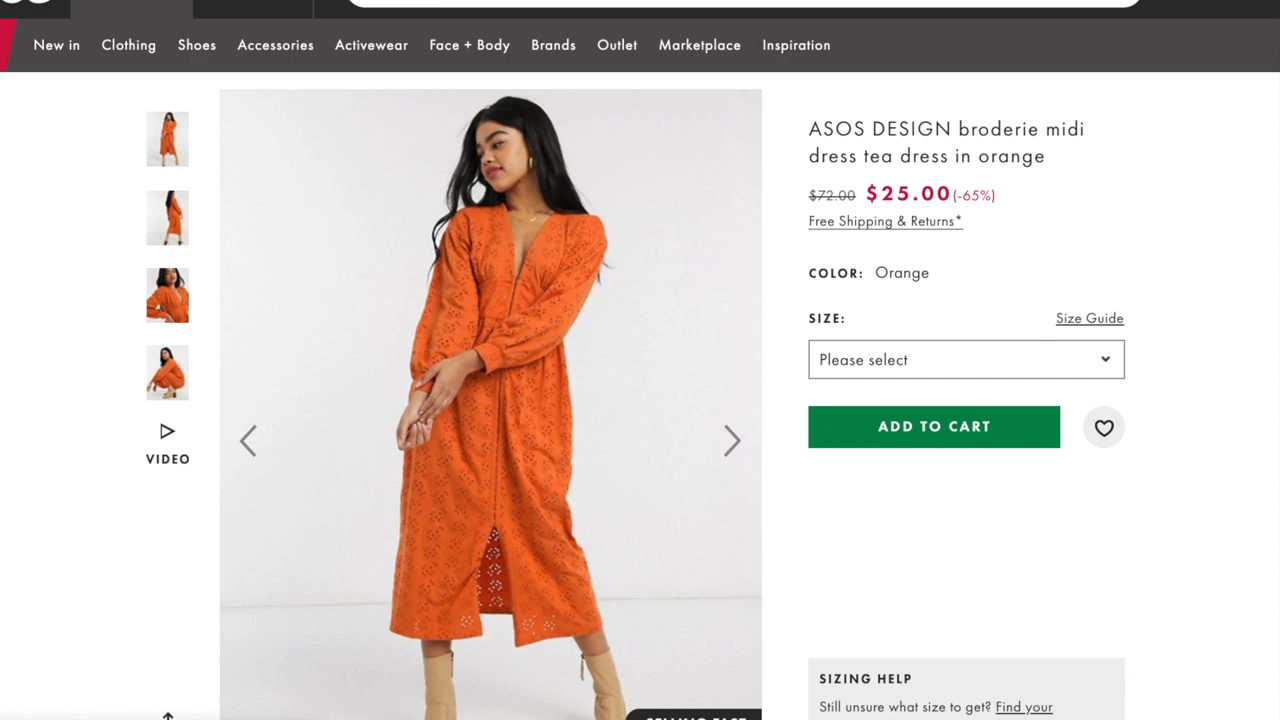 New in Clothing Shoes Accessories Activewear Face + Body Brands Outlet Marketplace Inspiration
ASOS DESIGN broderie midi
dress tea dress in orange
$72.00 $25.00 (-65%)
Free Shipping & Returns*
COLOR: Orange
SIZE: Size Guide
Please select
ADD TO CART
VIDEO
SELLING FAST
SIZING HELP
Still unsure what size to get? Find your